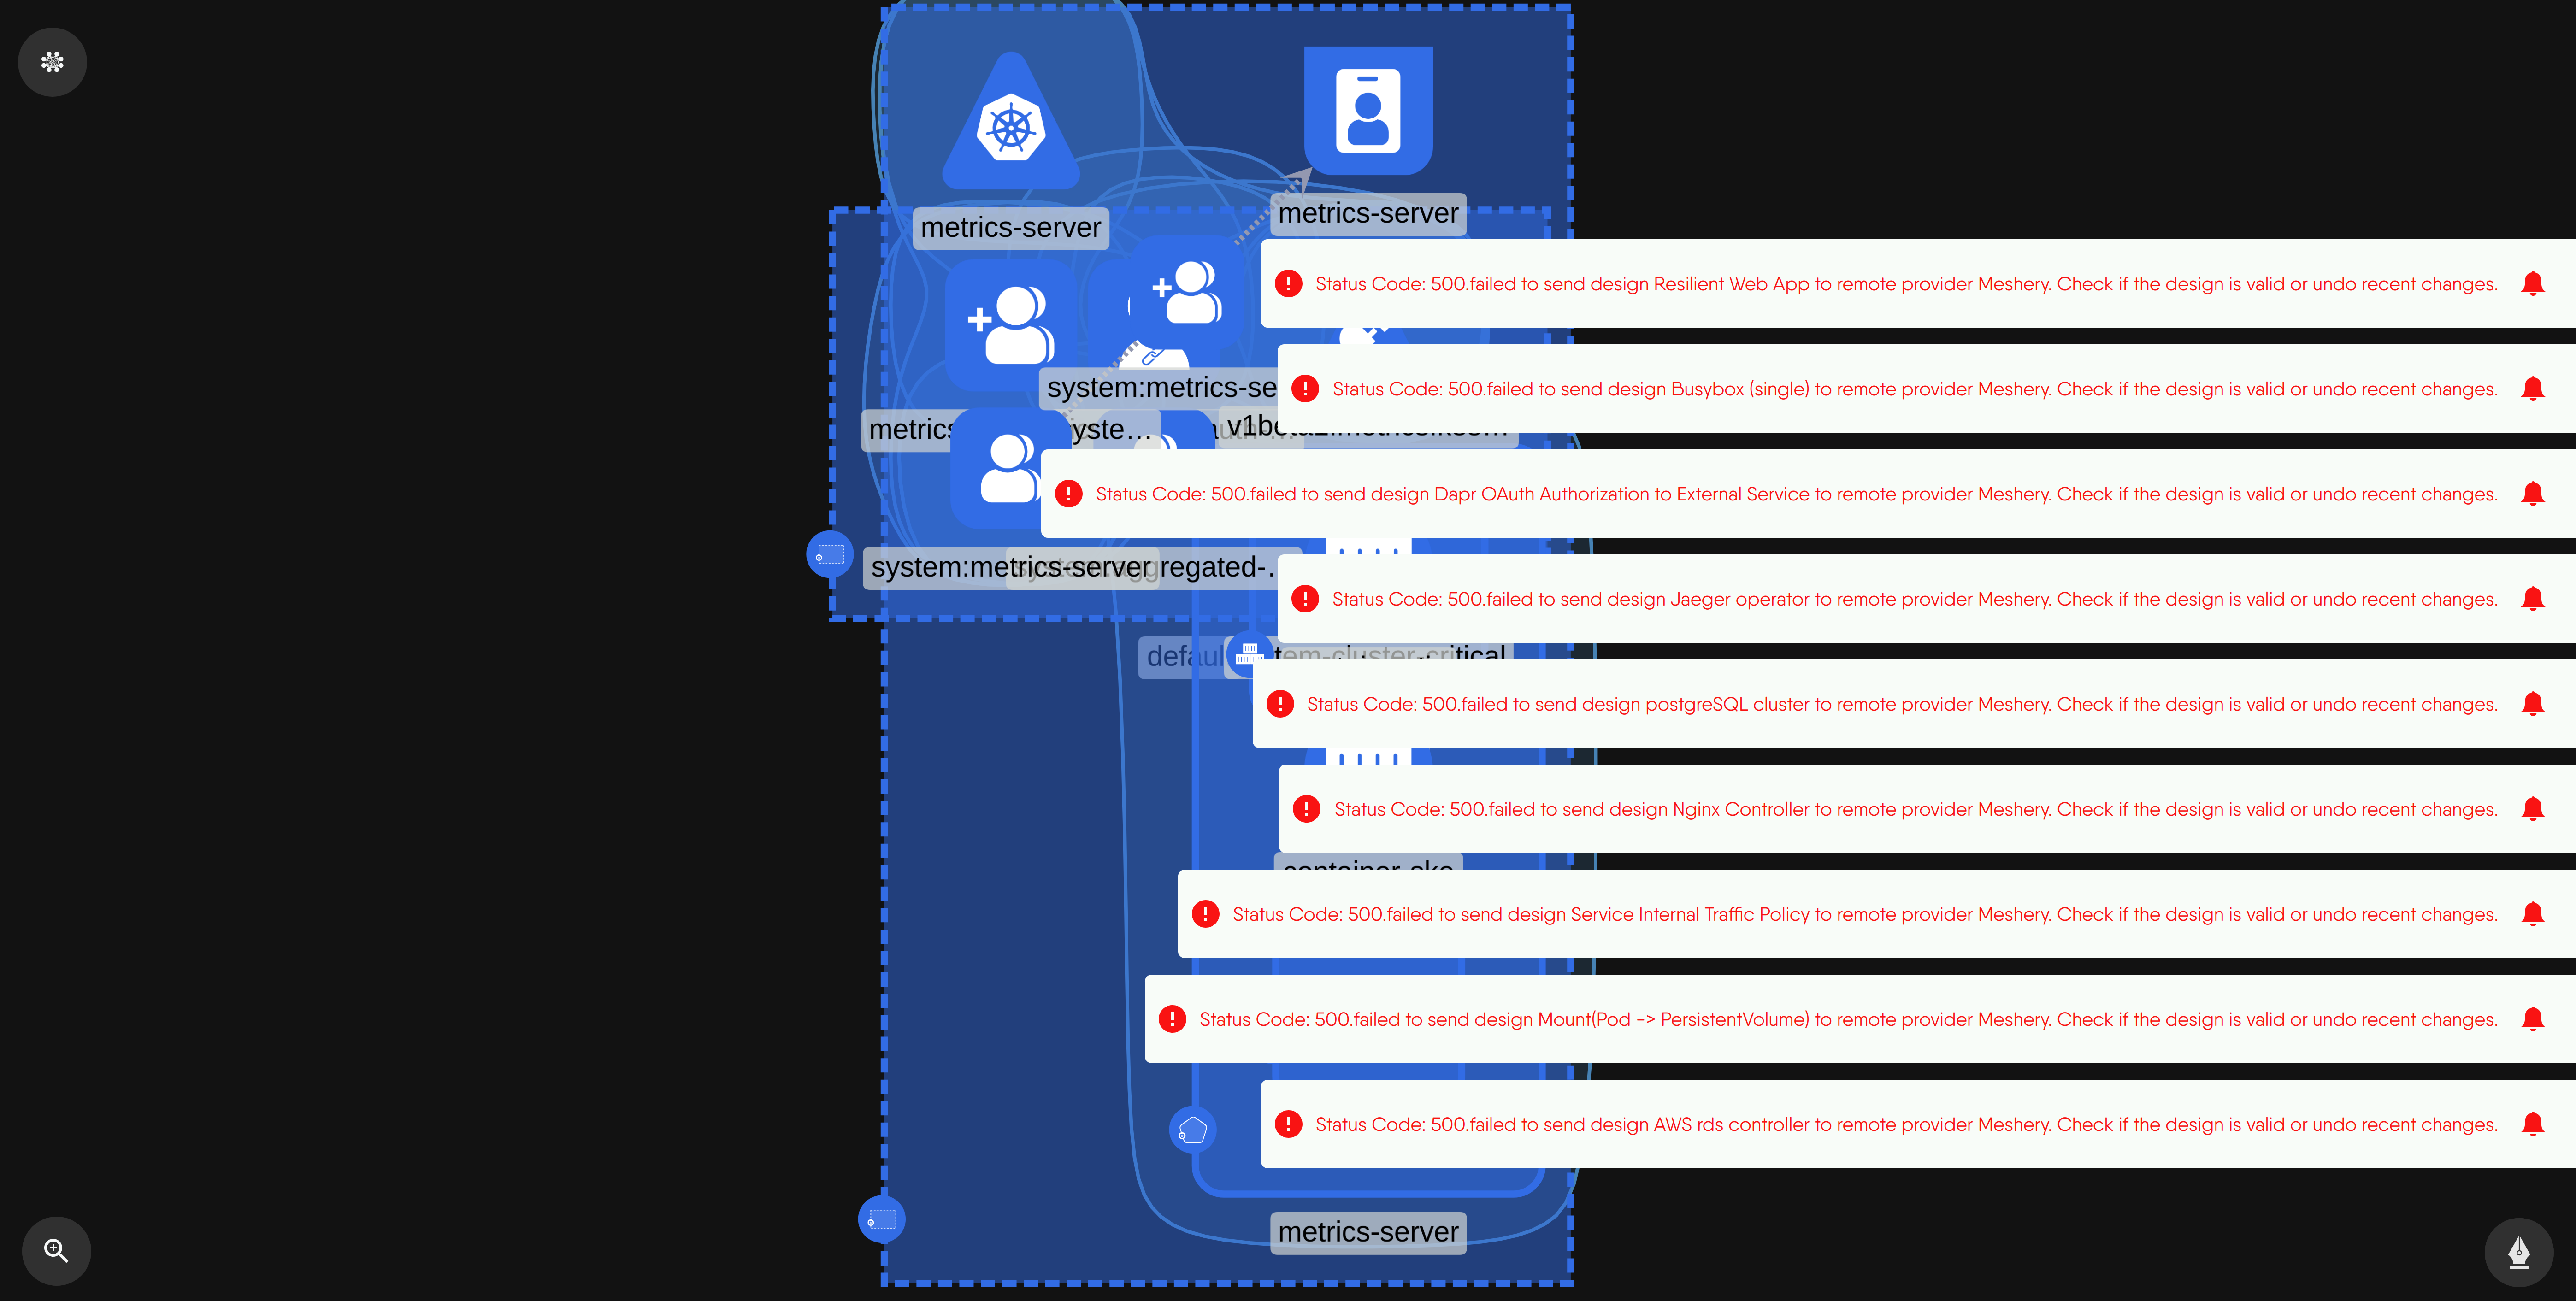 metrics-server
metrics-server
Status Code: 500.failed to send design Resilient Web App to remote provider Meshery. Check if the design is valid or undo recent changes.
system:metrics-se
Status Code: 500.failed to send design Busybox (single) to remote provider Meshery. Check if the design is valid or undo recent changes.
metrics
Status Code: 500.failed to send design Dapr OAuth Authorization to External Service to remote provider Meshery. Check if the design is valid or undo recent changes.
system:metrics-server
regated-...
Status Code: 500.failed to send design Jaeger operator to remote provider Meshery. Check if the design is valid or undo recent changes.
defaul
tem-cluster-critical
Status Code: 500.failed to send design postgreSQL cluster to remote provider Meshery. Check if the design is valid or undo recent changes.
Status Code: 500.failed to send design Nginx Controller to remote provider Meshery. Check if the design is valid or undo recent changes.
Status Code: 500.failed to send design Service Internal Traffic Policy to remote provider Meshery. Check if the design is valid or undo recent changes.
Status Code: 500.failed to send design Mount(Pod -> PersistentVolume) to remote provider Meshery. Check if the design is valid or undo recent changes.
Status Code: 500.failed to send design AWS rds controller to remote provider Meshery. Check if the design is valid or undo recent changes.
metrics-server